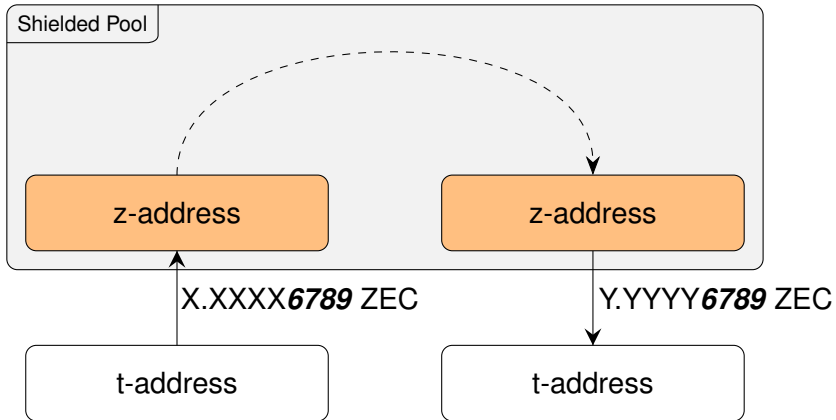 Shielded Pool
z-address
z-address
X.XXXX6789 ZEC
Y.YYYY6789 ZEC
t-address
t-address